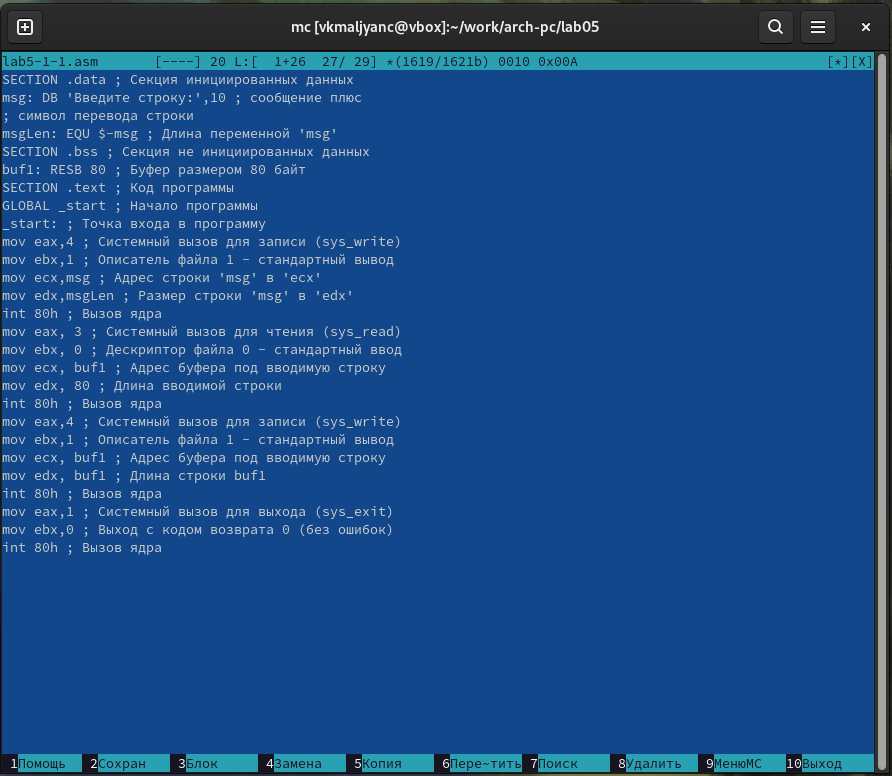 mc [vkmaljyanc@vbox]:~/work/arch-pc/lab05
lab5-1-1.asm [----] 20 L:[ 1+26 27/ 29] *(1619/1621b) 0010 0x00A [*][X]
SECTION .data ; Секция инициированных данных
msg: DB 'Введите строку:',10 ; сообщение плюс
; символ перевода строки
msgLen: EQU $-msg ; Длина переменной 'msg'
SECTION .bss ; Секция не инициированных данных
buf1: RESB 80 ; Буфер размером 80 байт
SECTION .text ; Код программы
GLOBAL _start ; Начало программы
_start: ; Точка входа в программу
mov eax,4 ; Системный вызов для записи (sys_write)
mov ebx,1 ; Описатель файла 1 - стандартный вывод
mov ecx,msg ; Адрес строки 'msg' в 'ecx'
mov edx,msgLen ; Размер строки 'msg' в 'edx'
int 80h ; Вызов ядра
mov eax, 3 ; Системный вызов для чтения (sys_read)
mov ebx, 0 ; Дескриптор файла 0 - стандартный ввод
mov ecx, buf1 ; Адрес буфера под вводимую строку
mov edx, 80 ; Длина вводимой строки
int 80h ; Вызов ядра
mov eax,4 ; Системный вызов для записи (sys_write)
mov ebx,1 ; Описатель файла 1 - стандартный вывод
mov ecx, buf1 ; Адрес буфера под вводимую строку
mov edx, buf1 ; Длина строки buf1
int 80h ; Вызов ядра
mov eax,1 ; Системный вызов для выхода (sys_exit)
mov ebx,0 ; Выход с кодом возврата 0 (без ошибок)
int 80h ; Вызов ядра
1Помощь 2Сохран 3Блок 4Замена 5Копия 6Пере~тить 7Поиск 8Удалить 9МенюМС 10Выход